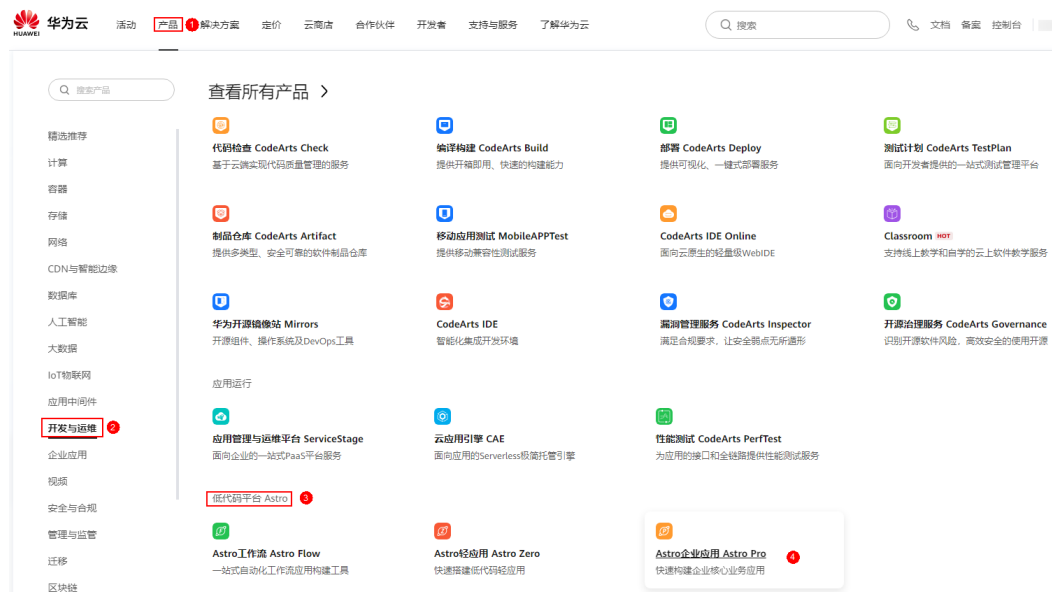 HUAWEI 华为云 活动 产品 1 解决方案 定价 云商店 合作伙伴 开发者 支持与服务 了解华为云 搜索 文档 备案 控制台
搜索产品
查看所有产品 >
精选推荐
计算
容器
存储
网络
CDN与智能边缘
数据库
人工智能
大数据
IoT物联网
应用中间件
开发与运维 2
企业应用
视频
安全与合规
管理与监管
迁移
区块链
代码检查 CodeArts Check
基于云端实现代码质量管理的服务
编译构建 CodeArts Build
提供开箱即用、快速的构建能力
部署 CodeArts Deploy
提供可视化、一键式部署服务
测试计划 CodeArts TestPlan
面向开发者提供的一站式测试管理平台
制品仓库 CodeArts Artifact
提供多类型、安全可靠的软件制品仓库
移动应用测试 MobileAPPTest
提供移动兼容性测试服务
CodeArts IDE Online
面向云原生的轻量级WebIDE
Classroom HOT
支持线上教学和自学的云上软件教学服务
华为开源镜像站 Mirrors
开源组件、操作系统及DevOps工具
CodeArts IDE
智能化集成开发环境
漏洞管理服务 CodeArts Inspector
满足合规要求，让安全弱点无所遁形
开源治理服务 CodeArts Governance
识别开源软件风险，高效安全的使用开源
应用运行
应用管理与运维平台 ServiceStage
面向企业的一站式PaaS平台服务
云应用引擎 CAE
面向应用的Serverless极简托管引擎
性能测试 CodeArts PerfTest
为应用的接口和全链路提供性能测试服务
低代码平台 Astro 3
Astro工作流 Astro Flow
一站式自动化工作流应用构建工具
Astro轻应用 Astro Zero
快速搭建低代码轻应用
Astro企业应用 Astro Pro 4
快速构建企业核心业务应用